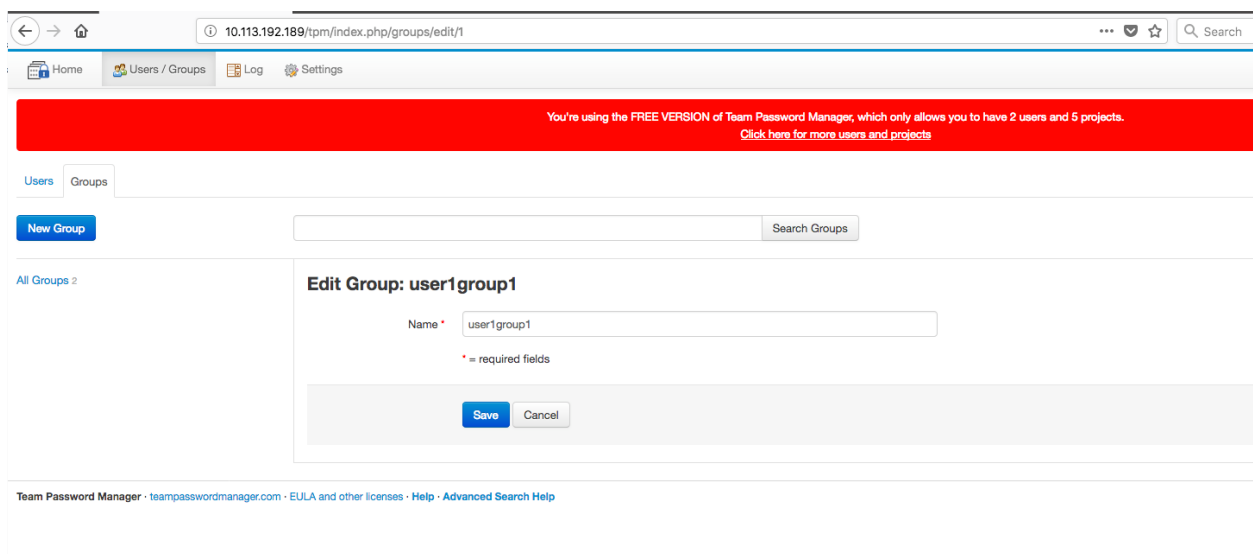 10.113.192.189/tpm/index.php/groups/edit/1
Search
Home
Users / Groups
Log
Settings
You're using the FREE VERSION of Team Password Manager, which only allows you to have 2 users and 5 projects.
Click here for more users and projects
Users
Groups
New Group
Search Groups
All Groups 2
Edit Group: user1group1
Name *
user1group1
* = required fields
Save
Cancel
Team Password Manager · teampasswordmanager.com · EULA and other licenses · Help · Advanced Search Help